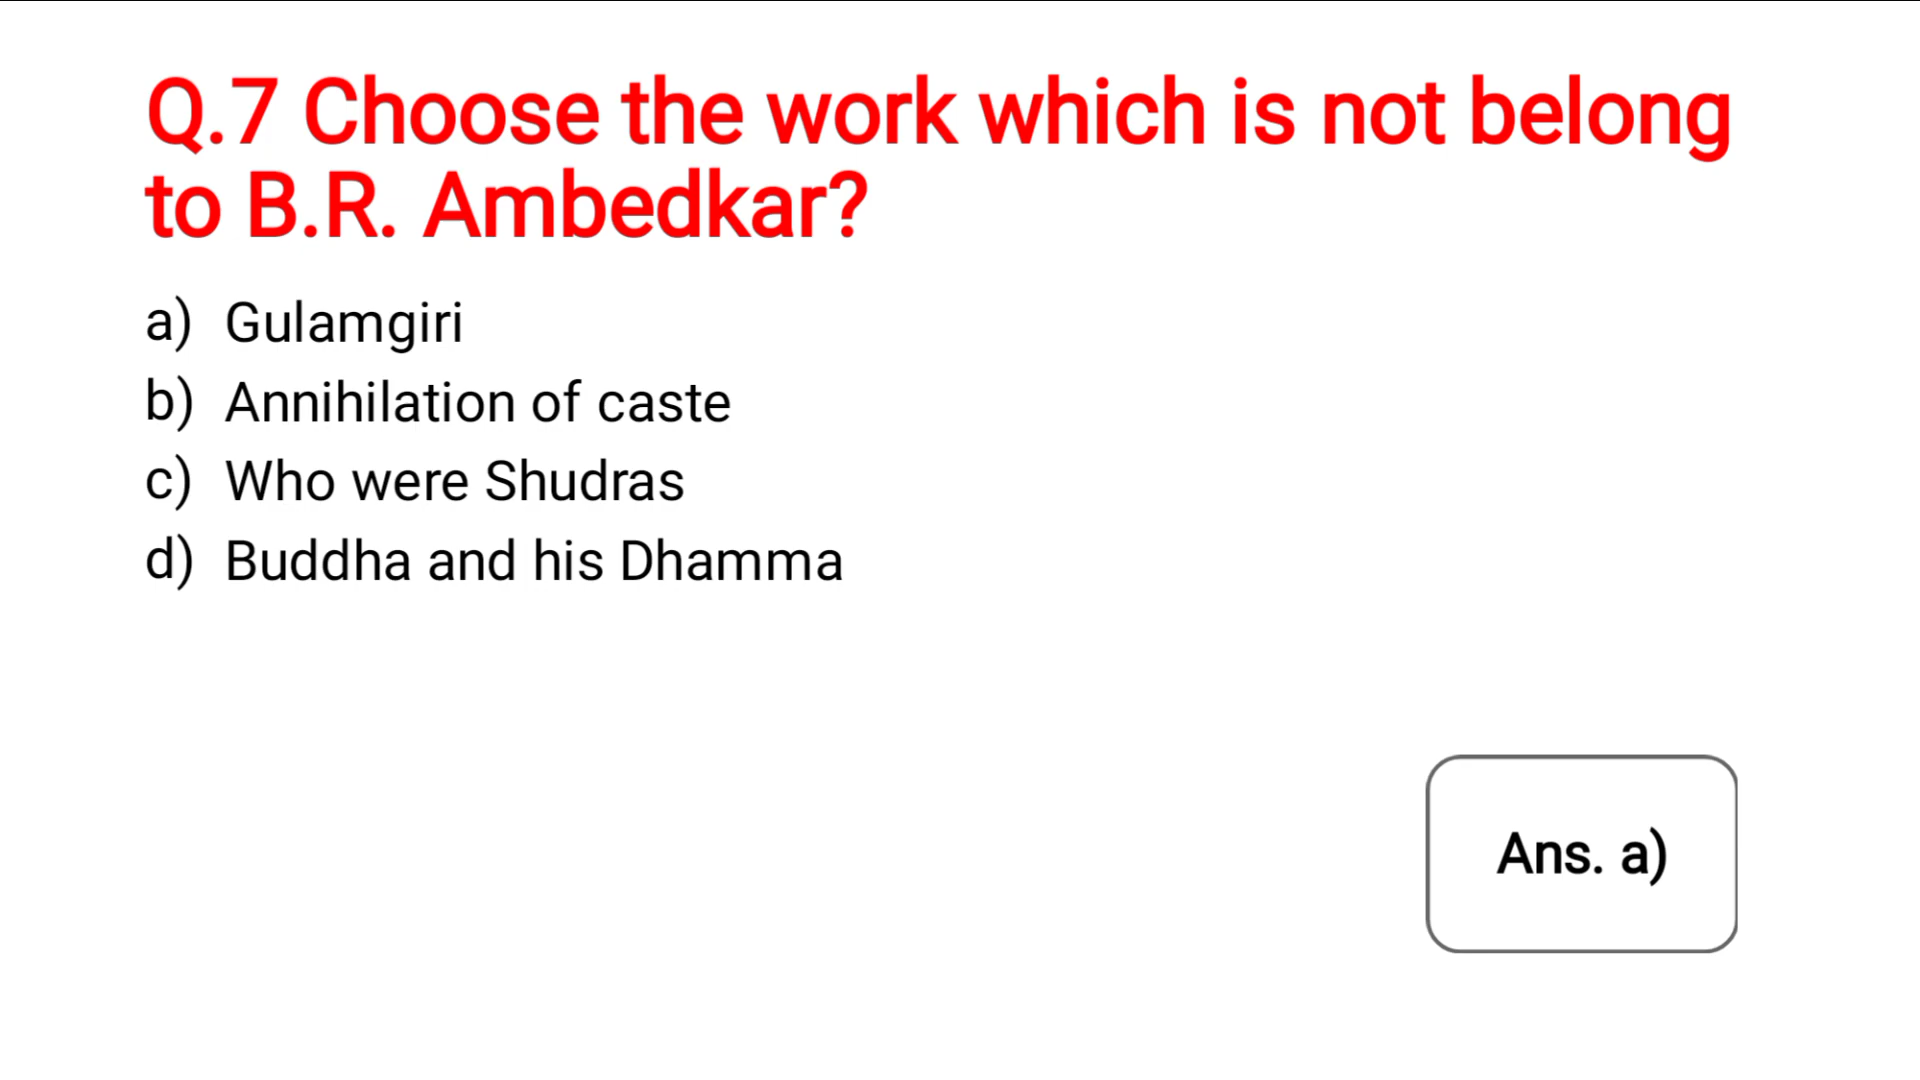 Q.7 Choose the work which is not belong
to B.R. Ambedkar?
a) Gulamgiri
b) Annihilation of caste
c) Who were Shudras
d) Buddha and his Dhamma
Ans. a)